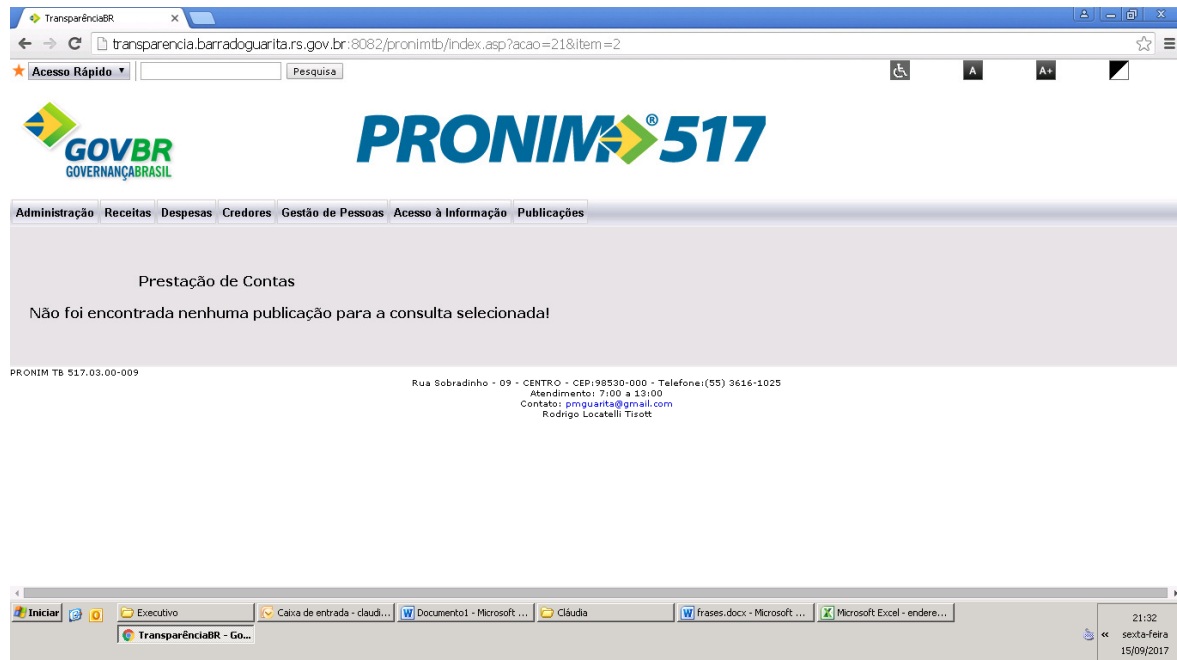 TransparênciaBR
transparencia.barradoguarita.rs.gov.br:8082/pronimtb/index.asp?acao=21&item=2
Acesso Rápido Pesquisa A A+
GOVBR
GOVERNANÇABRASIL
PRONIM®517
Administração Receitas Despesas Credores Gestão de Pessoas Acesso à Informação Publicações
Prestação de Contas
Não foi encontrada nenhuma publicação para a consulta selecionada!
PRONIM TB 517.03.00-009
Rua Sobradinho - 09 - CENTRO - CEP:98530-000 - Telefone:(55) 3616-1025
Atendimento: 7:00 a 13:00
Contato: pmguarita@gmail.com
Rodrigo Locatelli Tisott
Iniciar Executivo Caixa de entrada - claudi... Documento1 - Microsoft ... Cláudia frases.docx - Microsoft ... Microsoft Excel - endere...
TransparênciaBR - Go...
21:32
sexta-feira
15/09/2017